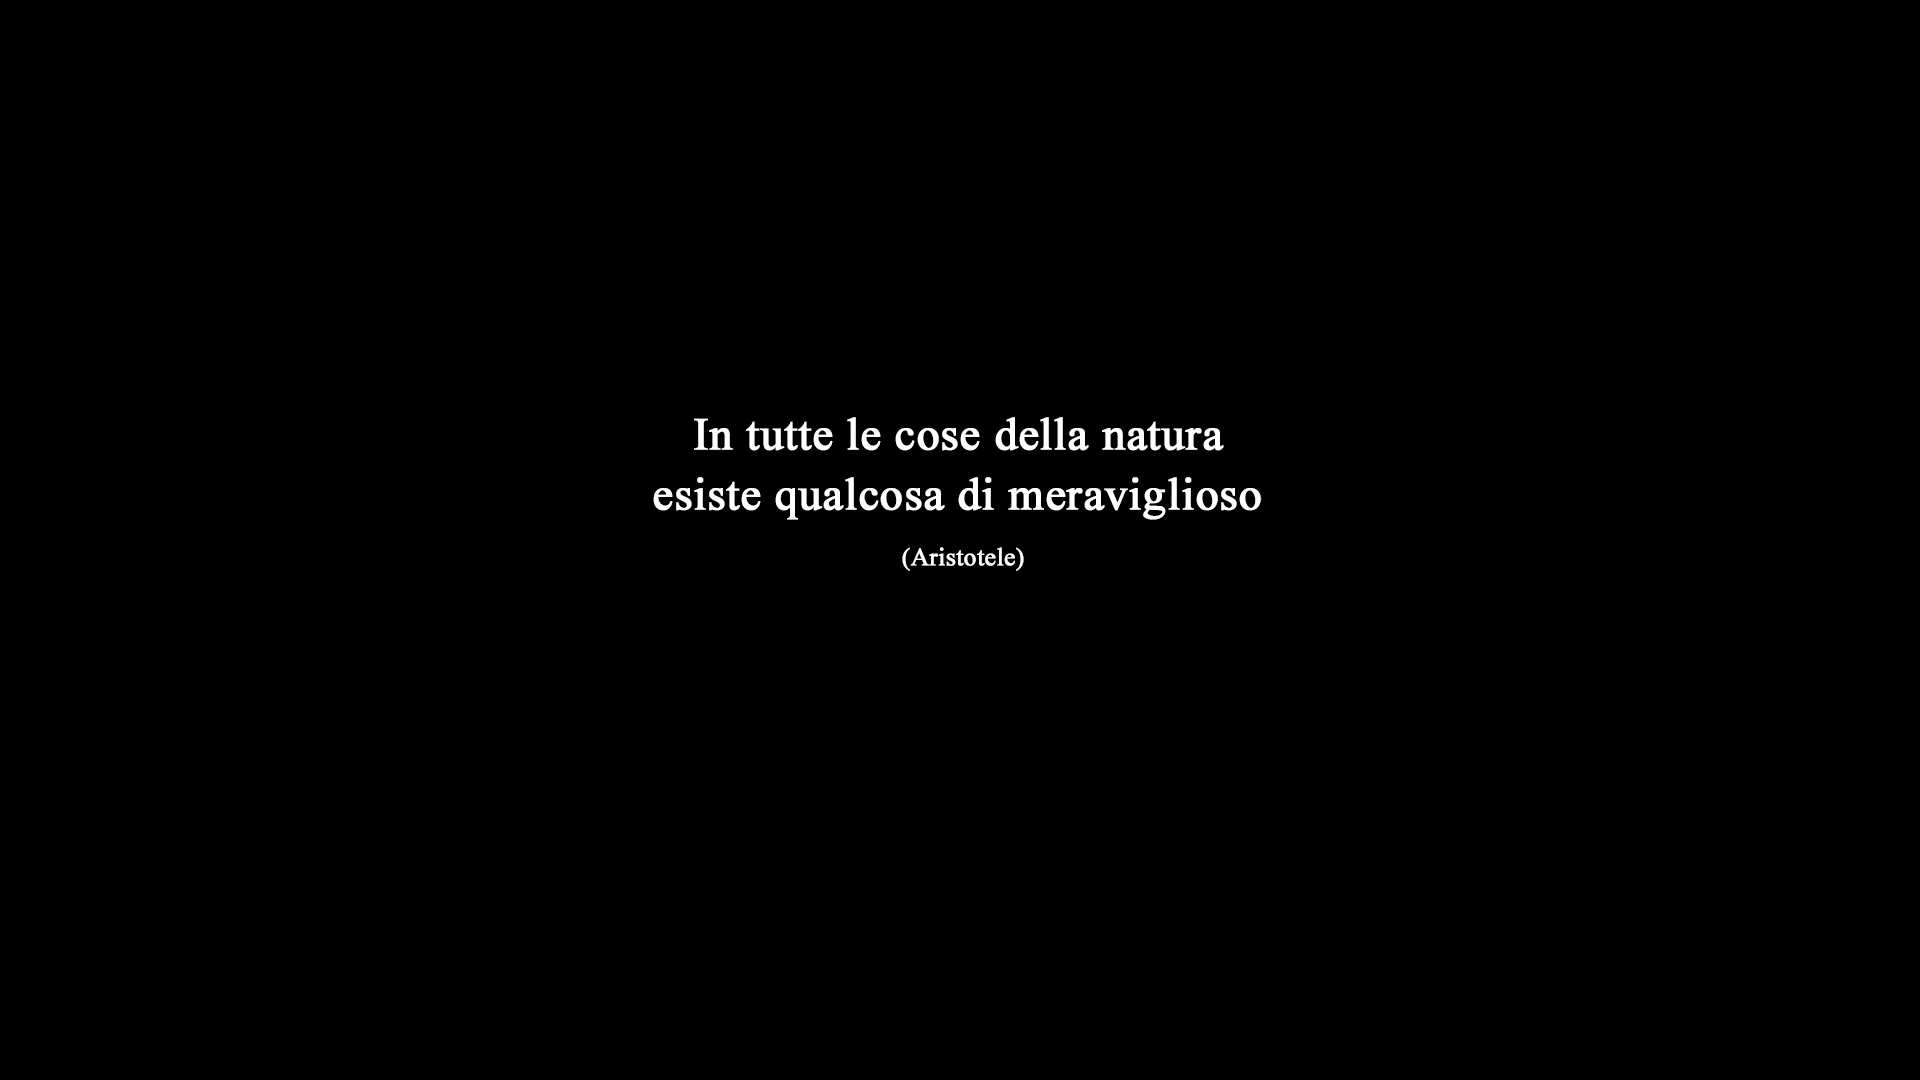 In tutte le cose della natura
esiste qualcosa di meraviglioso
(Aristotele)